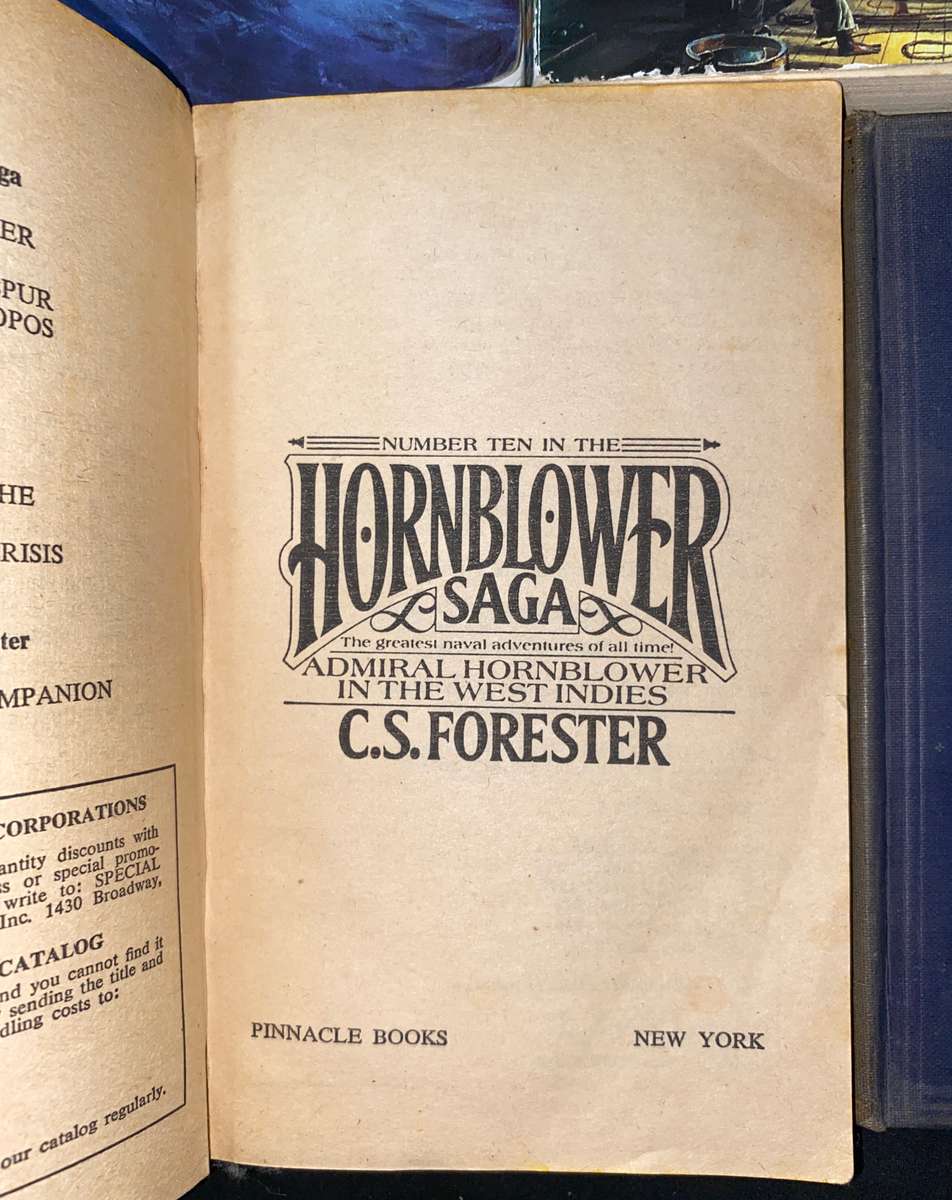 ga
ER
SPUR
OPOS
HE
RISIS
ter
MPANION
CORPORATIONS
antity discounts with
s or special promo-
write to: SPECIAL
Inc. 1430 Broadway,
CATALOG
nd you cannot find it
sending the title and
dling costs to:
our catalog regularly.
NUMBER TEN IN THE
HORNBLOWER
SAGA
The greatest naval adventures of all time!
ADMIRAL HORNBLOWER
IN THE WEST INDIES
C.S. FORESTER
PINNACLE BOOKS NEW YORK